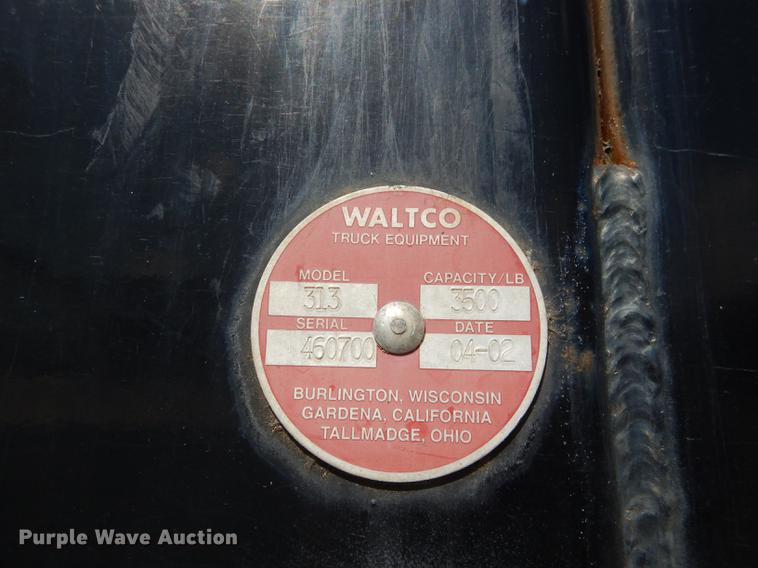 WALTCO
TRUCK EQUIPMENT
MODEL CAPACITY/LB
313 3500
SERIAL DATE
460700 04-02
BURLINGTON, WISCONSIN
GARDENA, CALIFORNIA
TALLMADGE, OHIO
Purple Wave Auction